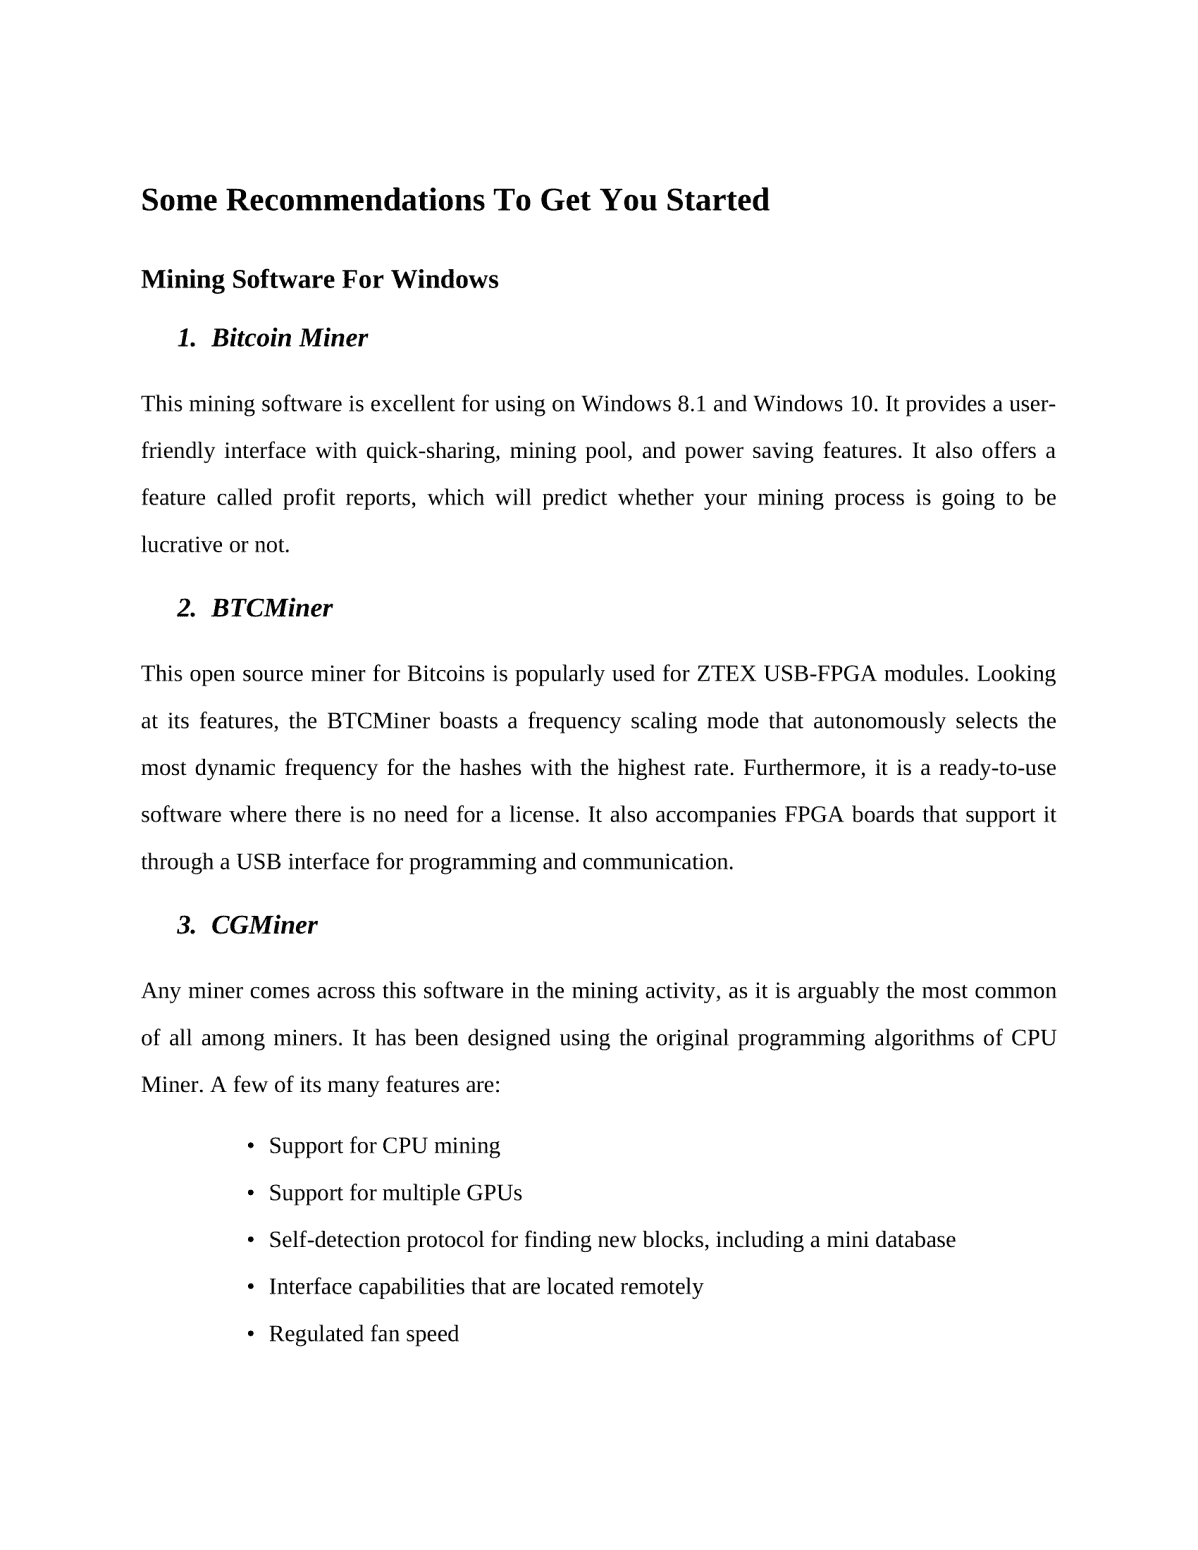 Some Recommendations To Get You Started
Mining Software For Windows
1. Bitcoin Miner
This mining software is excellent for using on Windows 8.1 and Windows 10. It provides a user-
friendly interface with quick-sharing, mining pool, and power saving features. It also offers a
feature called profit reports, which will predict whether your mining process is going to be
lucrative or not.
2. BTCMiner
This open source miner for Bitcoins is popularly used for ZTEX USB-FPGA modules. Looking
at its features, the BTCMiner boasts a frequency scaling mode that autonomously selects the
most dynamic frequency for the hashes with the highest rate. Furthermore, it is a ready-to-use
software where there is no need for a license. It also accompanies FPGA boards that support it
through a USB interface for programming and communication.
3. CGMiner
Any miner comes across this software in the mining activity, as it is arguably the most common
of all among miners. It has been designed using the original programming algorithms of CPU
Miner. A few of its many features are:
• Support for CPU mining
• Support for multiple GPUs
• Self-detection protocol for finding new blocks, including a mini database
• Interface capabilities that are located remotely
• Regulated fan speed